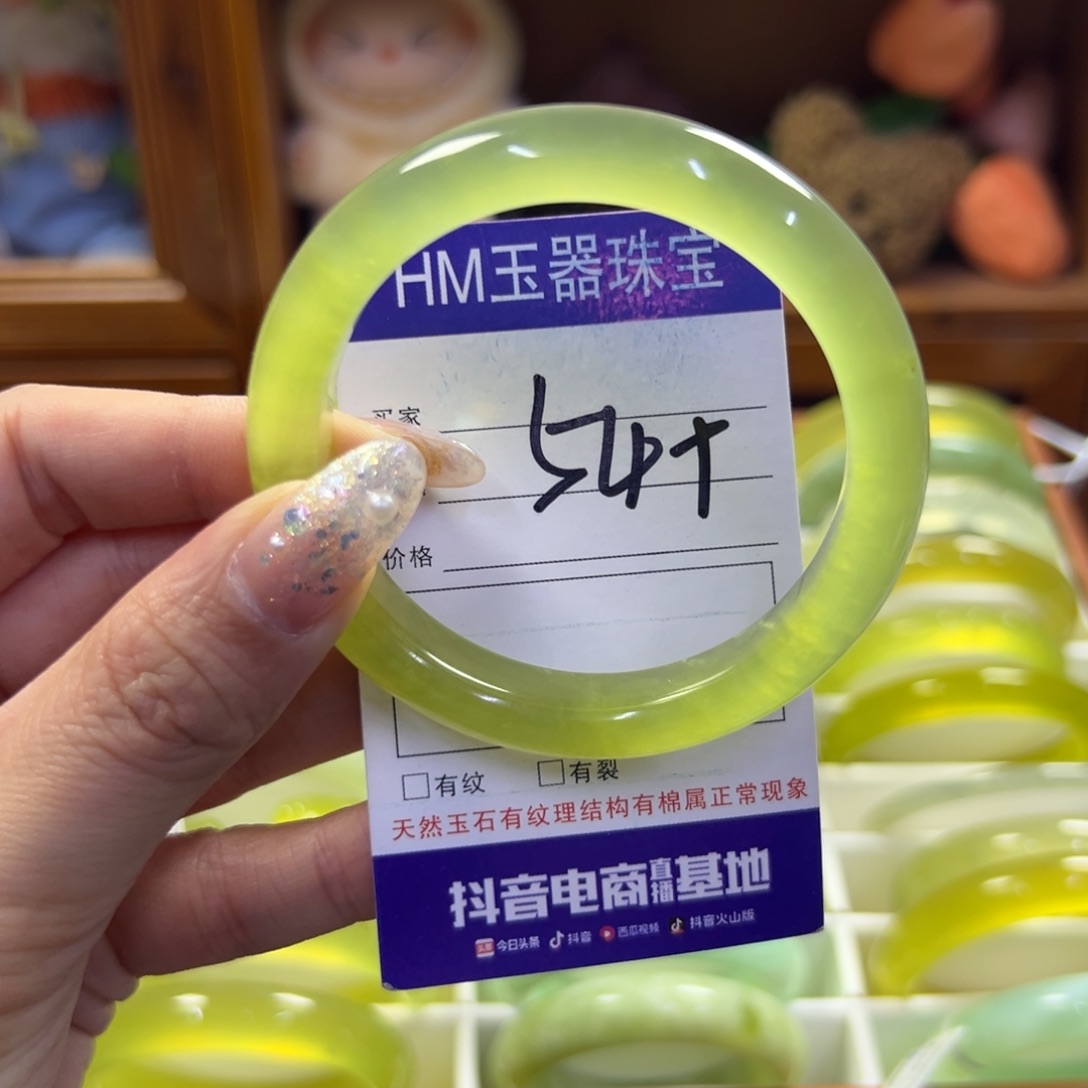 HM玉器珠宝
买家
54+
价格
有纹 有裂
天然玉石有纹理结构有棉属正常现象
抖音电商直播基地
头条 今日头条 抖音 西瓜视频 抖音火山版